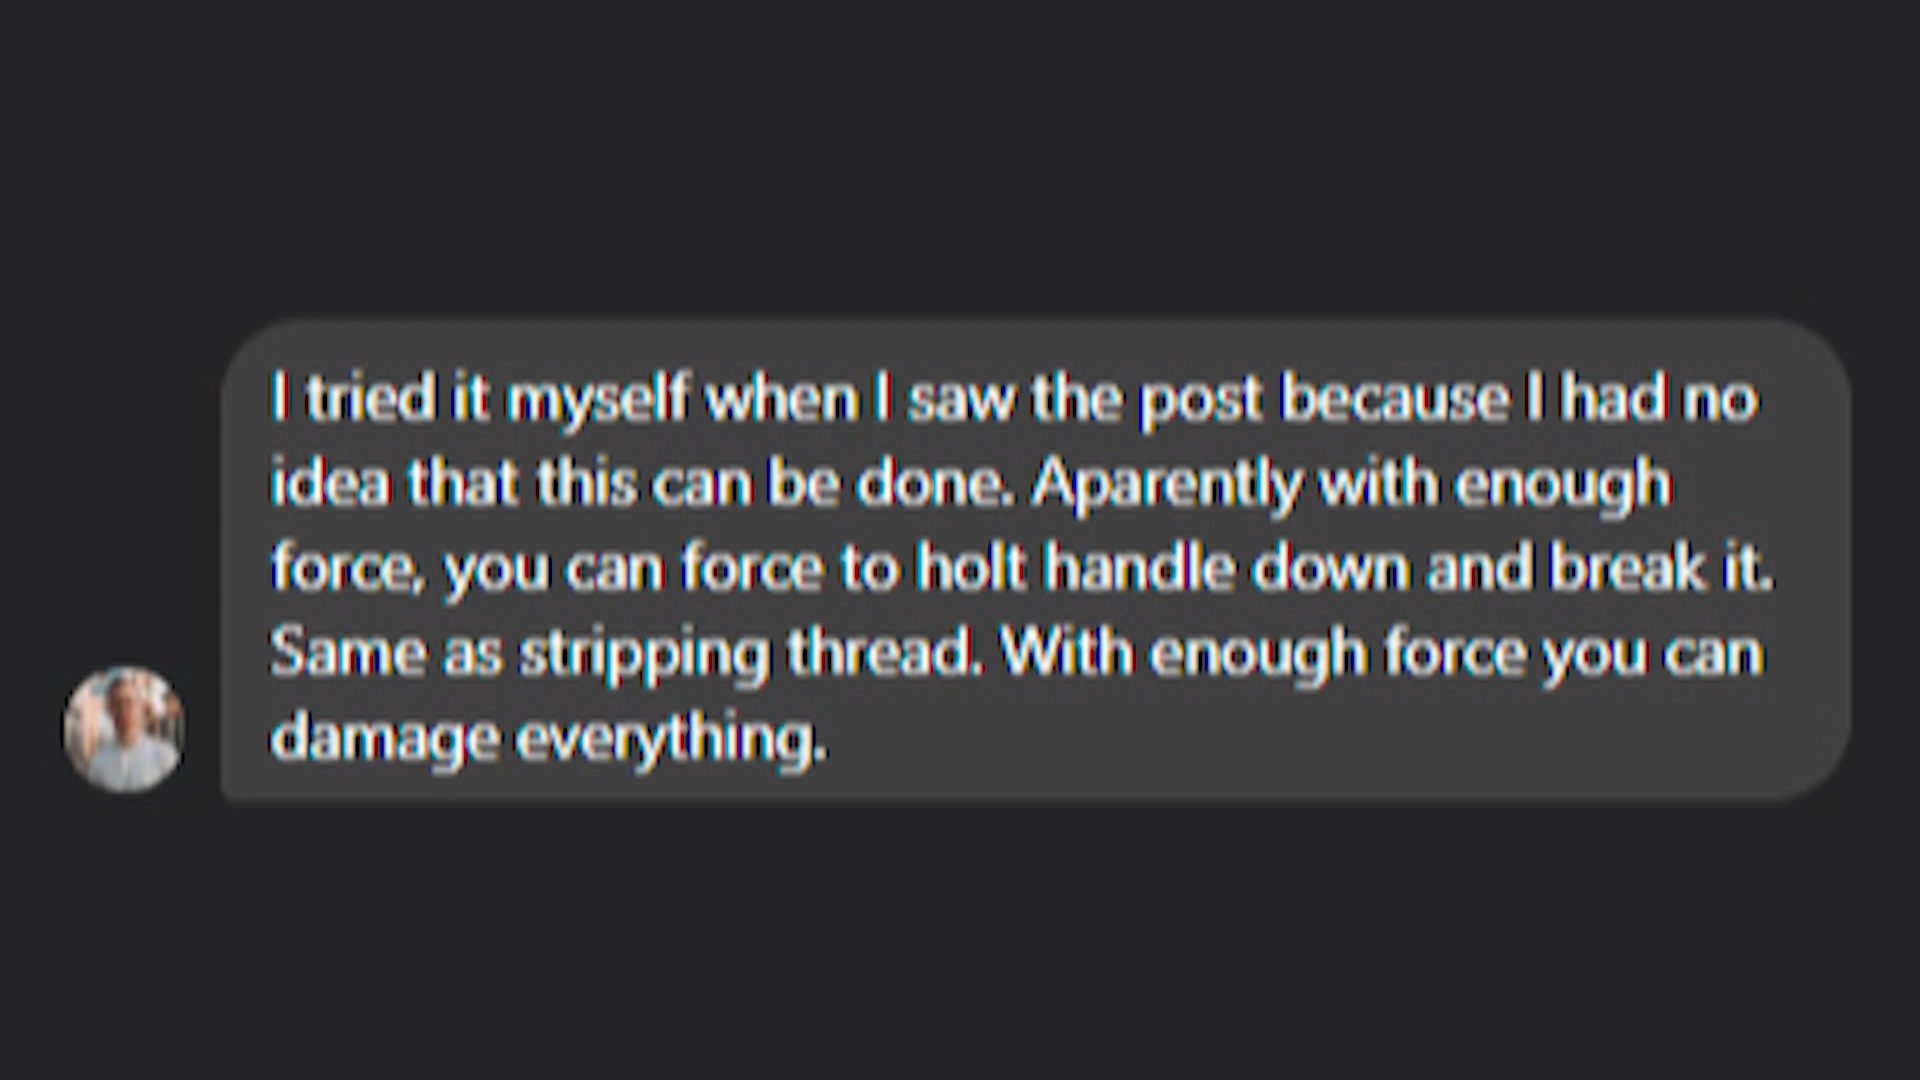 I tried it myself when I saw the post because I had no
idea that this can be done. Aparently with enough
force, you can force to holt handle down and break it.
Same as stripping thread. With enough force you can
damage everything.